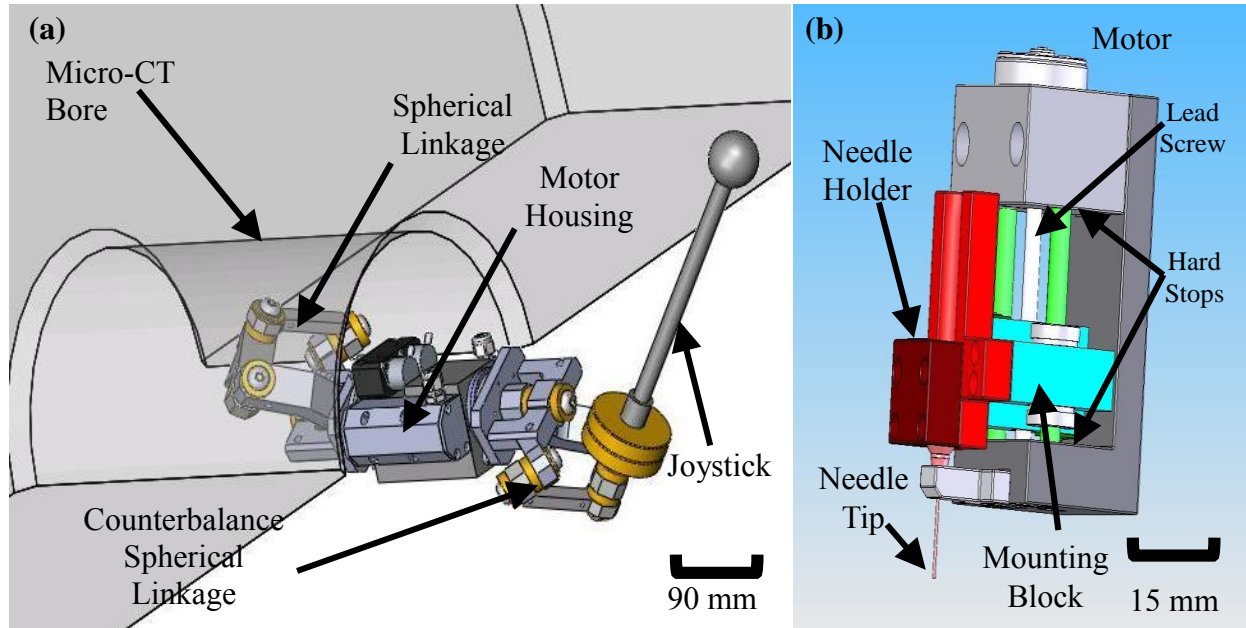 (a)
Micro-CT
Bore
Spherical
Linkage
Motor
Housing
Joystick
Counterbalance
Spherical
Linkage
90 mm
(b)
Motor
Lead
Screw
Needle
Holder
Hard
Stops
Needle
Tip
Mounting
Block
15 mm